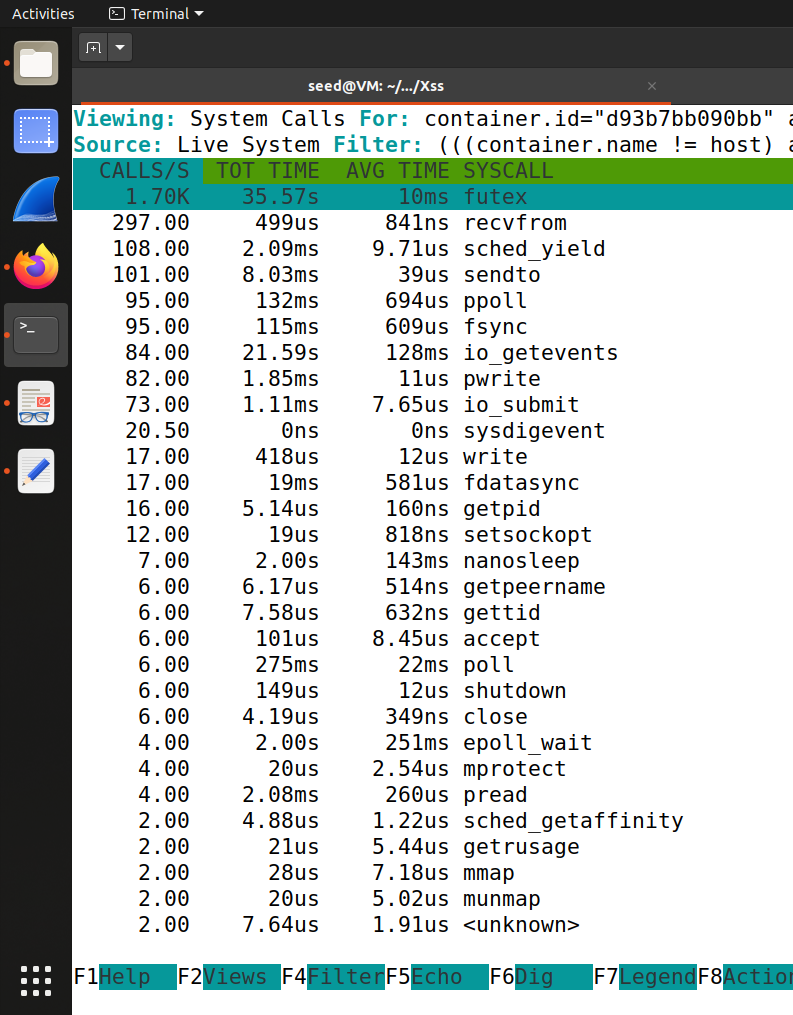 Activities Terminal
seed@VM: ~/.../Xss ×
Viewing: System Calls For: container.id="d93b7bb090bb" a
Source: Live System Filter: (((container.name != host) a
CALLS/S TOT TIME AVG TIME SYSCALL
1.70K 35.57s 10ms futex
297.00 499us 841ns recvfrom
108.00 2.09ms 9.71us sched_yield
101.00 8.03ms 39us sendto
95.00 132ms 694us ppoll
95.00 115ms 609us fsync
84.00 21.59s 128ms io_getevents
82.00 1.85ms 11us pwrite
73.00 1.11ms 7.65us io_submit
20.50 0ns 0ns sysdigevent
17.00 418us 12us write
17.00 19ms 581us fdatasync
16.00 5.14us 160ns getpid
12.00 19us 818ns setsockopt
7.00 2.00s 143ms nanosleep
6.00 6.17us 514ns getpeername
6.00 7.58us 632ns gettid
6.00 101us 8.45us accept
6.00 275ms 22ms poll
6.00 149us 12us shutdown
6.00 4.19us 349ns close
4.00 2.00s 251ms epoll_wait
4.00 20us 2.54us mprotect
4.00 2.08ms 260us pread
2.00 4.88us 1.22us sched_getaffinity
2.00 21us 5.44us getrusage
2.00 28us 7.18us mmap
2.00 20us 5.02us munmap
2.00 7.64us 1.91us <unknown>
F1Help F2Views F4FilterF5Echo F6Dig F7LegendF8Action